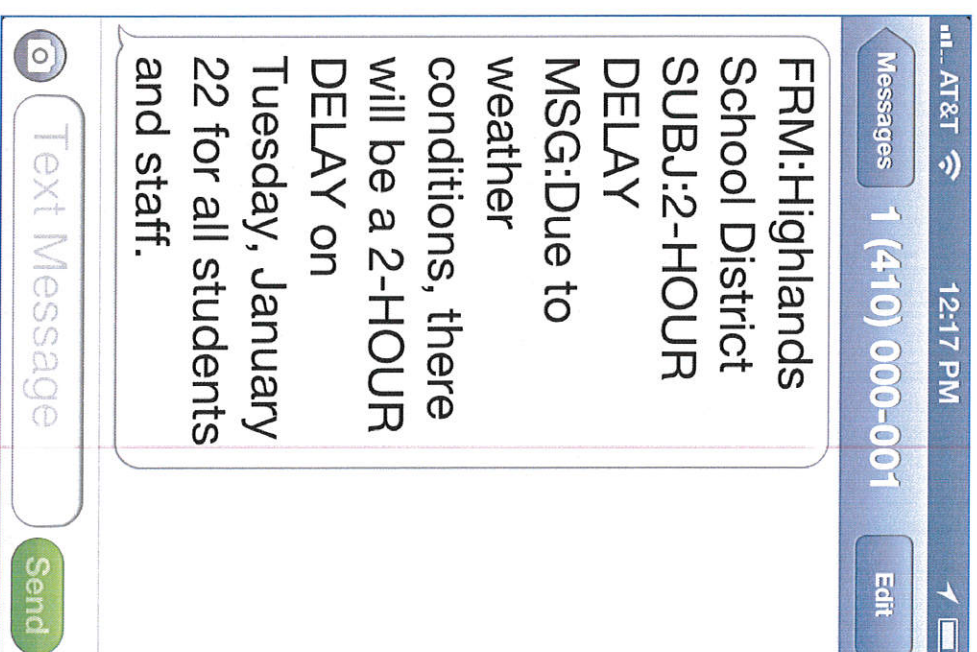 AT&T 12:17 PM
Messages 1 (410) 000-001 Edit
FRM:Highlands
School District
SUBJ:2-HOUR
DELAY
MSG:Due to
weather
conditions, there
will be a 2-HOUR
DELAY on
Tuesday, January
22 for all students
and staff.
Text Message Send